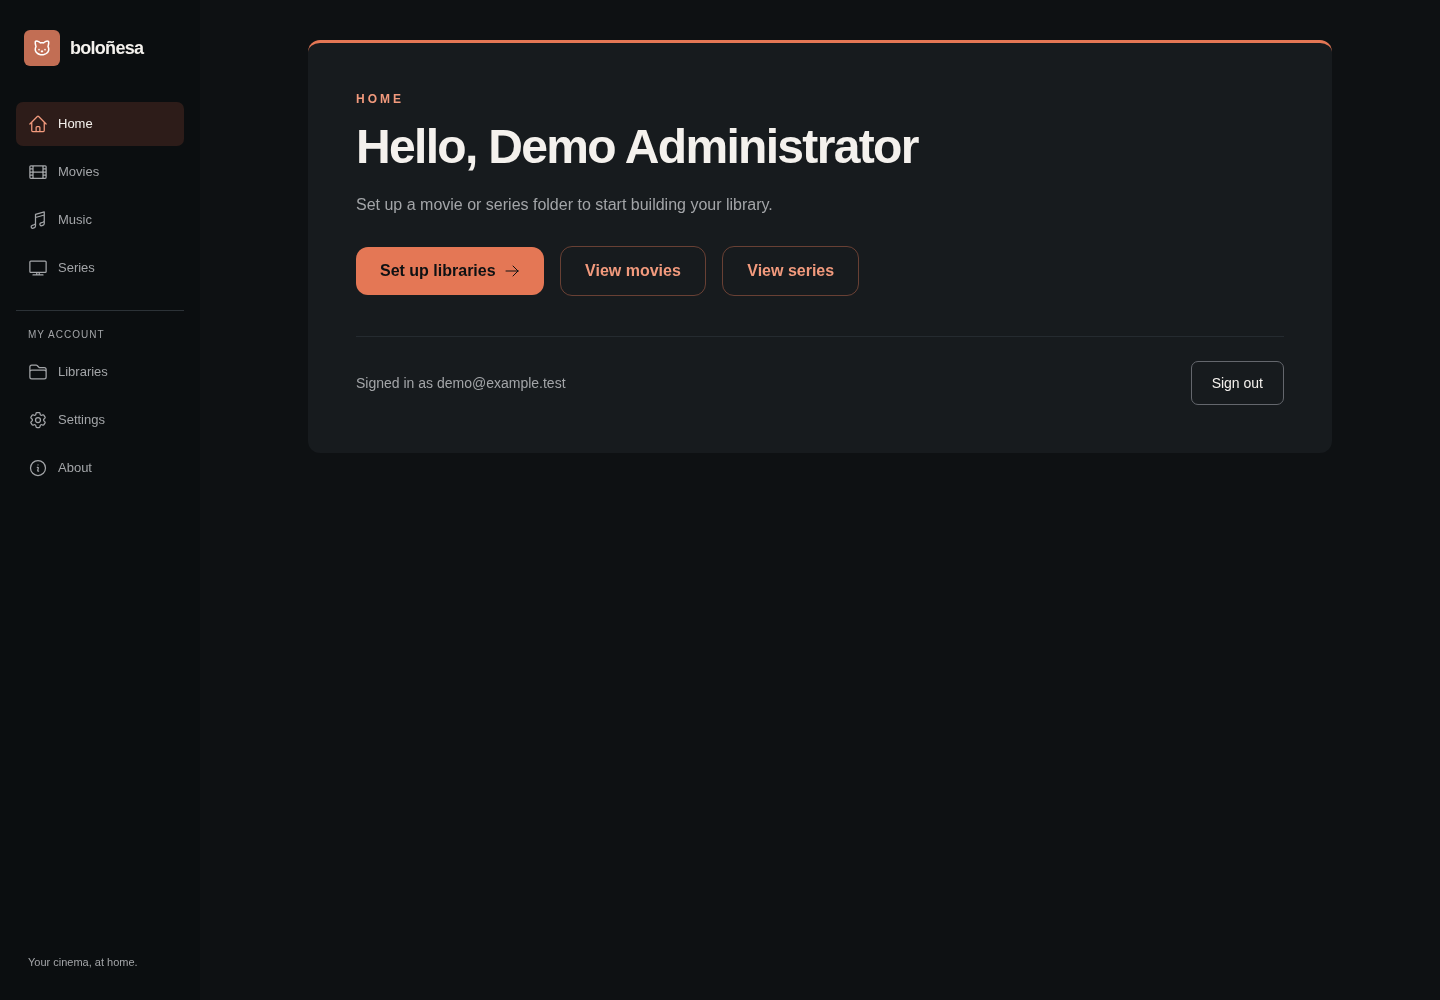 boloñesa
Home
Movies
Music
Series
MY ACCOUNT
Libraries
Settings
About
Your cinema, at home.
HOME
Hello, Demo Administrator
Set up a movie or series folder to start building your library.
Set up libraries
View movies
View series
Signed in as demo@example.test
Sign out